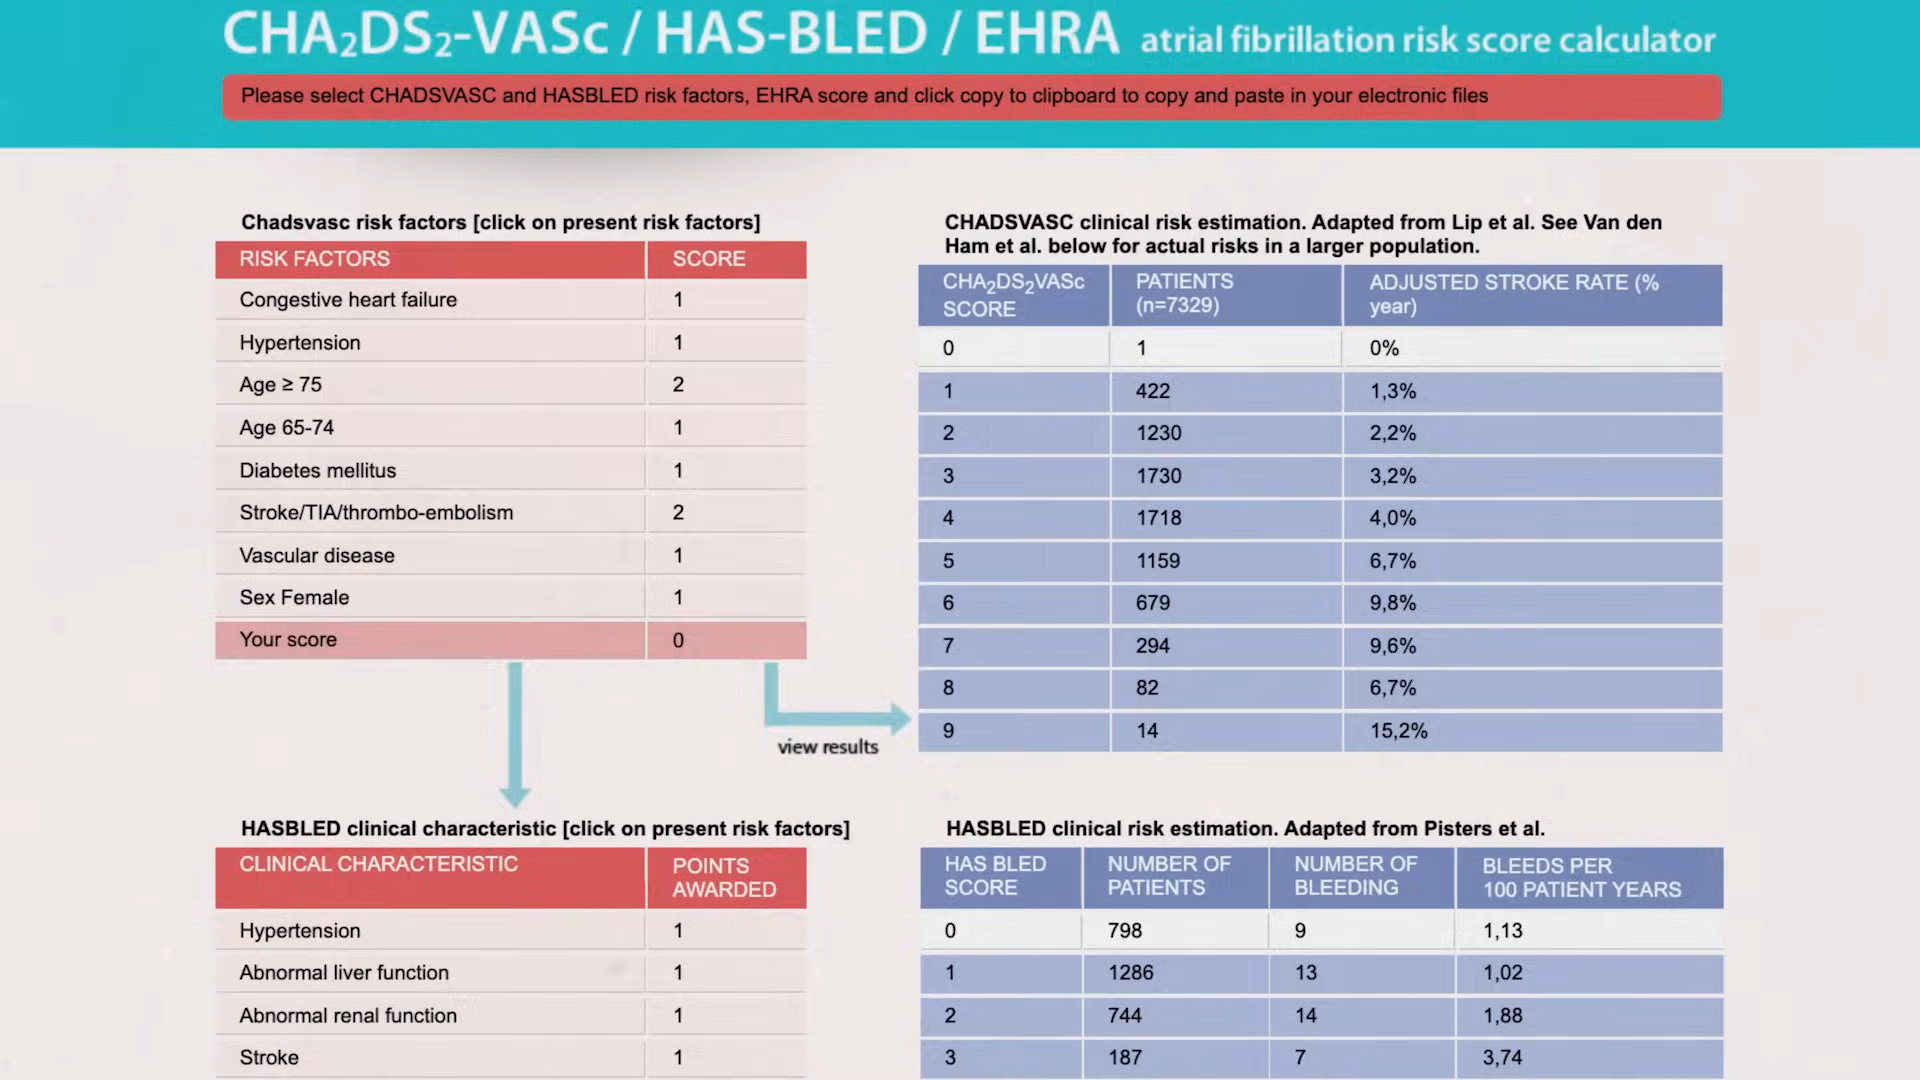 CHA₂DS₂-VASc / HAS-BLED / EHRA atrial fibrillation risk score calculator
Please select CHADSVASC and HASBLED risk factors, EHRA score and click copy to clipboard to copy and paste in your electronic files
Chadsvasc risk factors [click on present risk factors]
RISK FACTORS SCORE
Congestive heart failure 1
Hypertension 1
Age ≥ 75 2
Age 65-74 1
Diabetes mellitus 1
Stroke/TIA/thrombo-embolism 2
Vascular disease 1
Sex Female 1
Your score 0
view results
CHADSVASC clinical risk estimation. Adapted from Lip et al. See Van den
Ham et al. below for actual risks in a larger population.
CHA₂DS₂VASc PATIENTS ADJUSTED STROKE RATE (%
SCORE (n=7329) year)
0 1 0%
1 422 1,3%
2 1230 2,2%
3 1730 3,2%
4 1718 4,0%
5 1159 6,7%
6 679 9,8%
7 294 9,6%
8 82 6,7%
9 14 15,2%
HASBLED clinical characteristic [click on present risk factors]
CLINICAL CHARACTERISTIC POINTS
AWARDED
Hypertension 1
Abnormal liver function 1
Abnormal renal function 1
Stroke 1
HASBLED clinical risk estimation. Adapted from Pisters et al.
HAS BLED NUMBER OF NUMBER OF BLEEDS PER
SCORE PATIENTS BLEEDING 100 PATIENT YEARS
0 798 9 1,13
1 1286 13 1,02
2 744 14 1,88
3 187 7 3,74